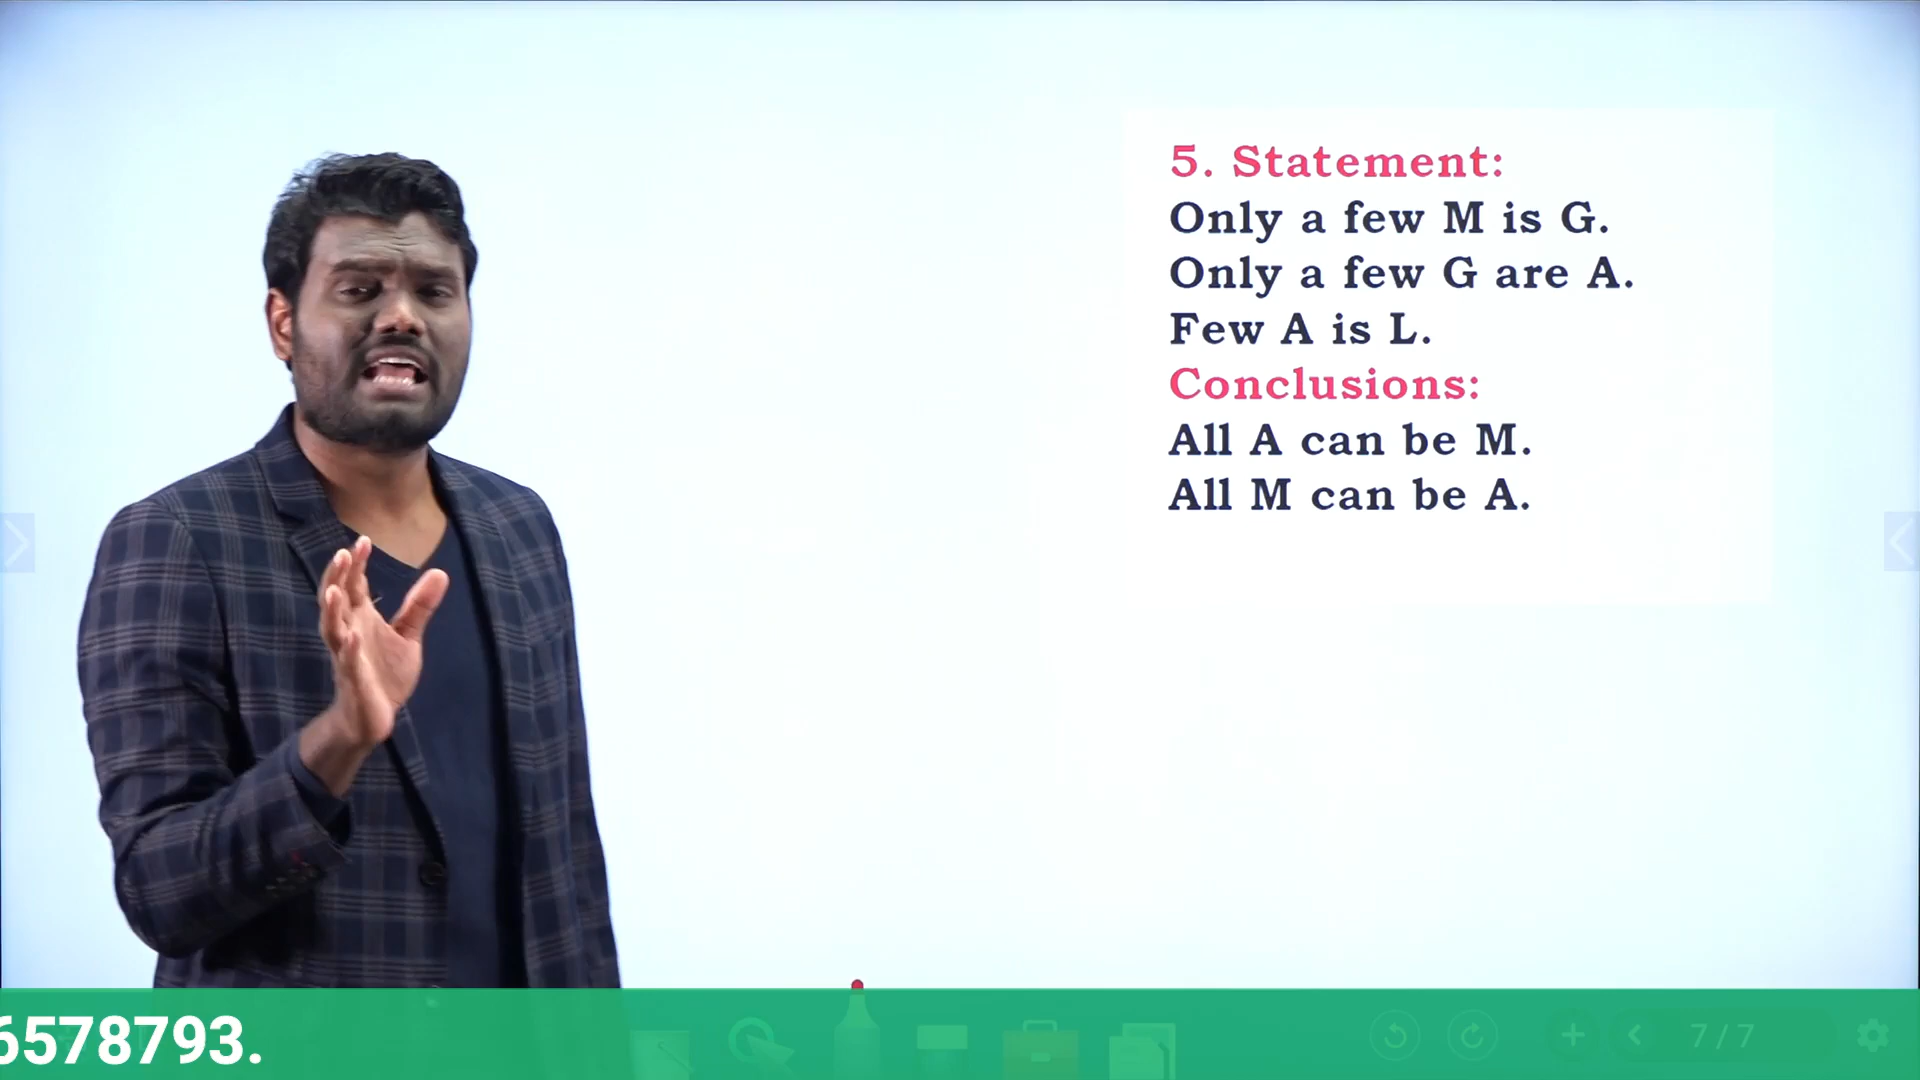 5. Statement:
Only a few M is G.
Only a few G are A.
Few A is L.
Conclusions:
All A can be M.
All M can be A.
6578793.
7/7